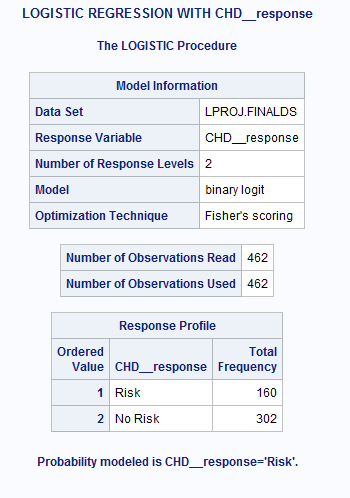 LOGISTIC REGRESSION WITH CHD__response
The LOGISTIC Procedure
Model Information
Data Set LPROJ.FINALDS
Response Variable CHD__response
Number of Response Levels 2
Model binary logit
Optimization Technique Fisher's scoring
Number of Observations Read 462
Number of Observations Used 462
Response Profile
Ordered Value CHD__response Total Frequency
1 Risk 160
2 No Risk 302
Probability modeled is CHD__response='Risk'.